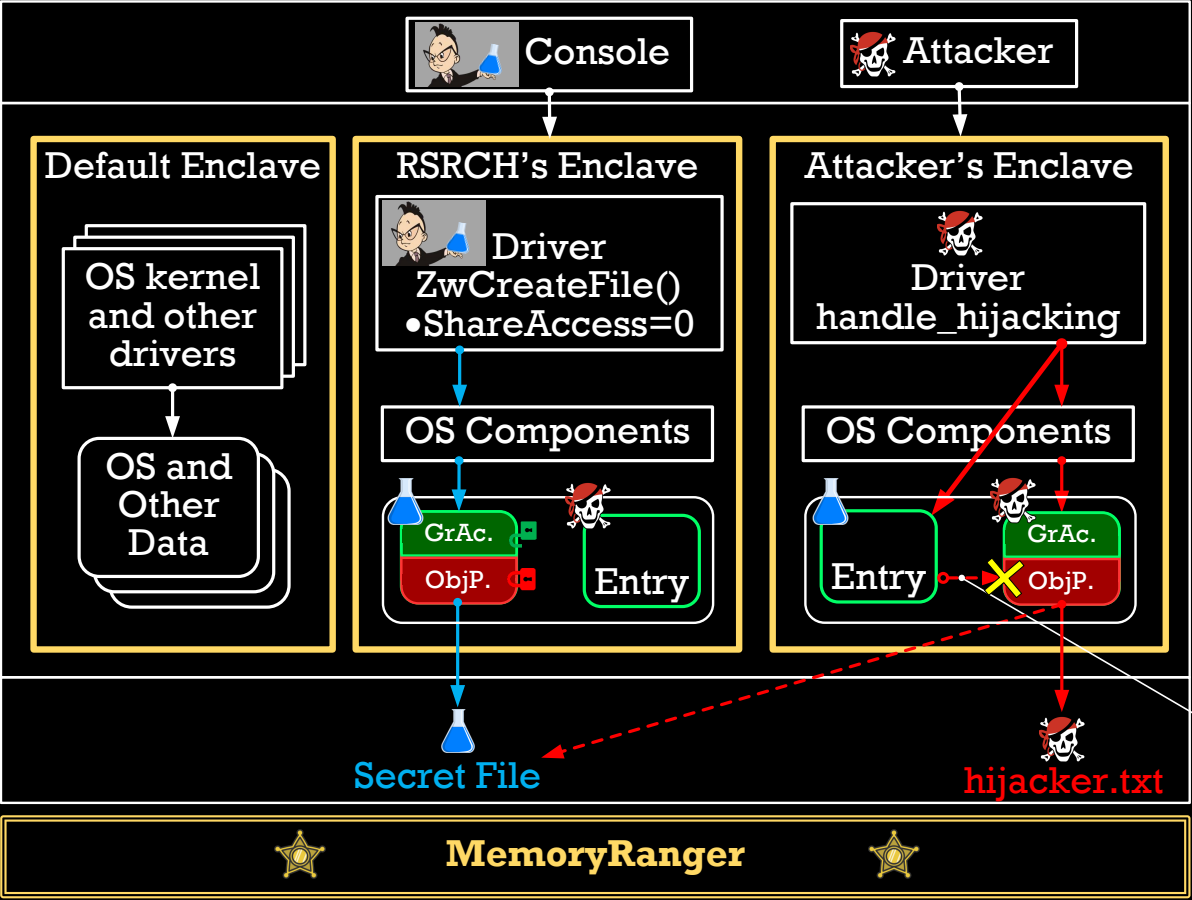 Console
Attacker
Default Enclave
OS kernel
and other
drivers
OS and
Other
Data
RSRCH's Enclave
Driver
ZwCreateFile()
•ShareAccess=0
OS Components
GrAc.
ObjP.
Entry
Attacker's Enclave
Driver
handle_hijacking
OS Components
Entry
GrAc.
ObjP.
Secret File
hijacker.txt
MemoryRanger